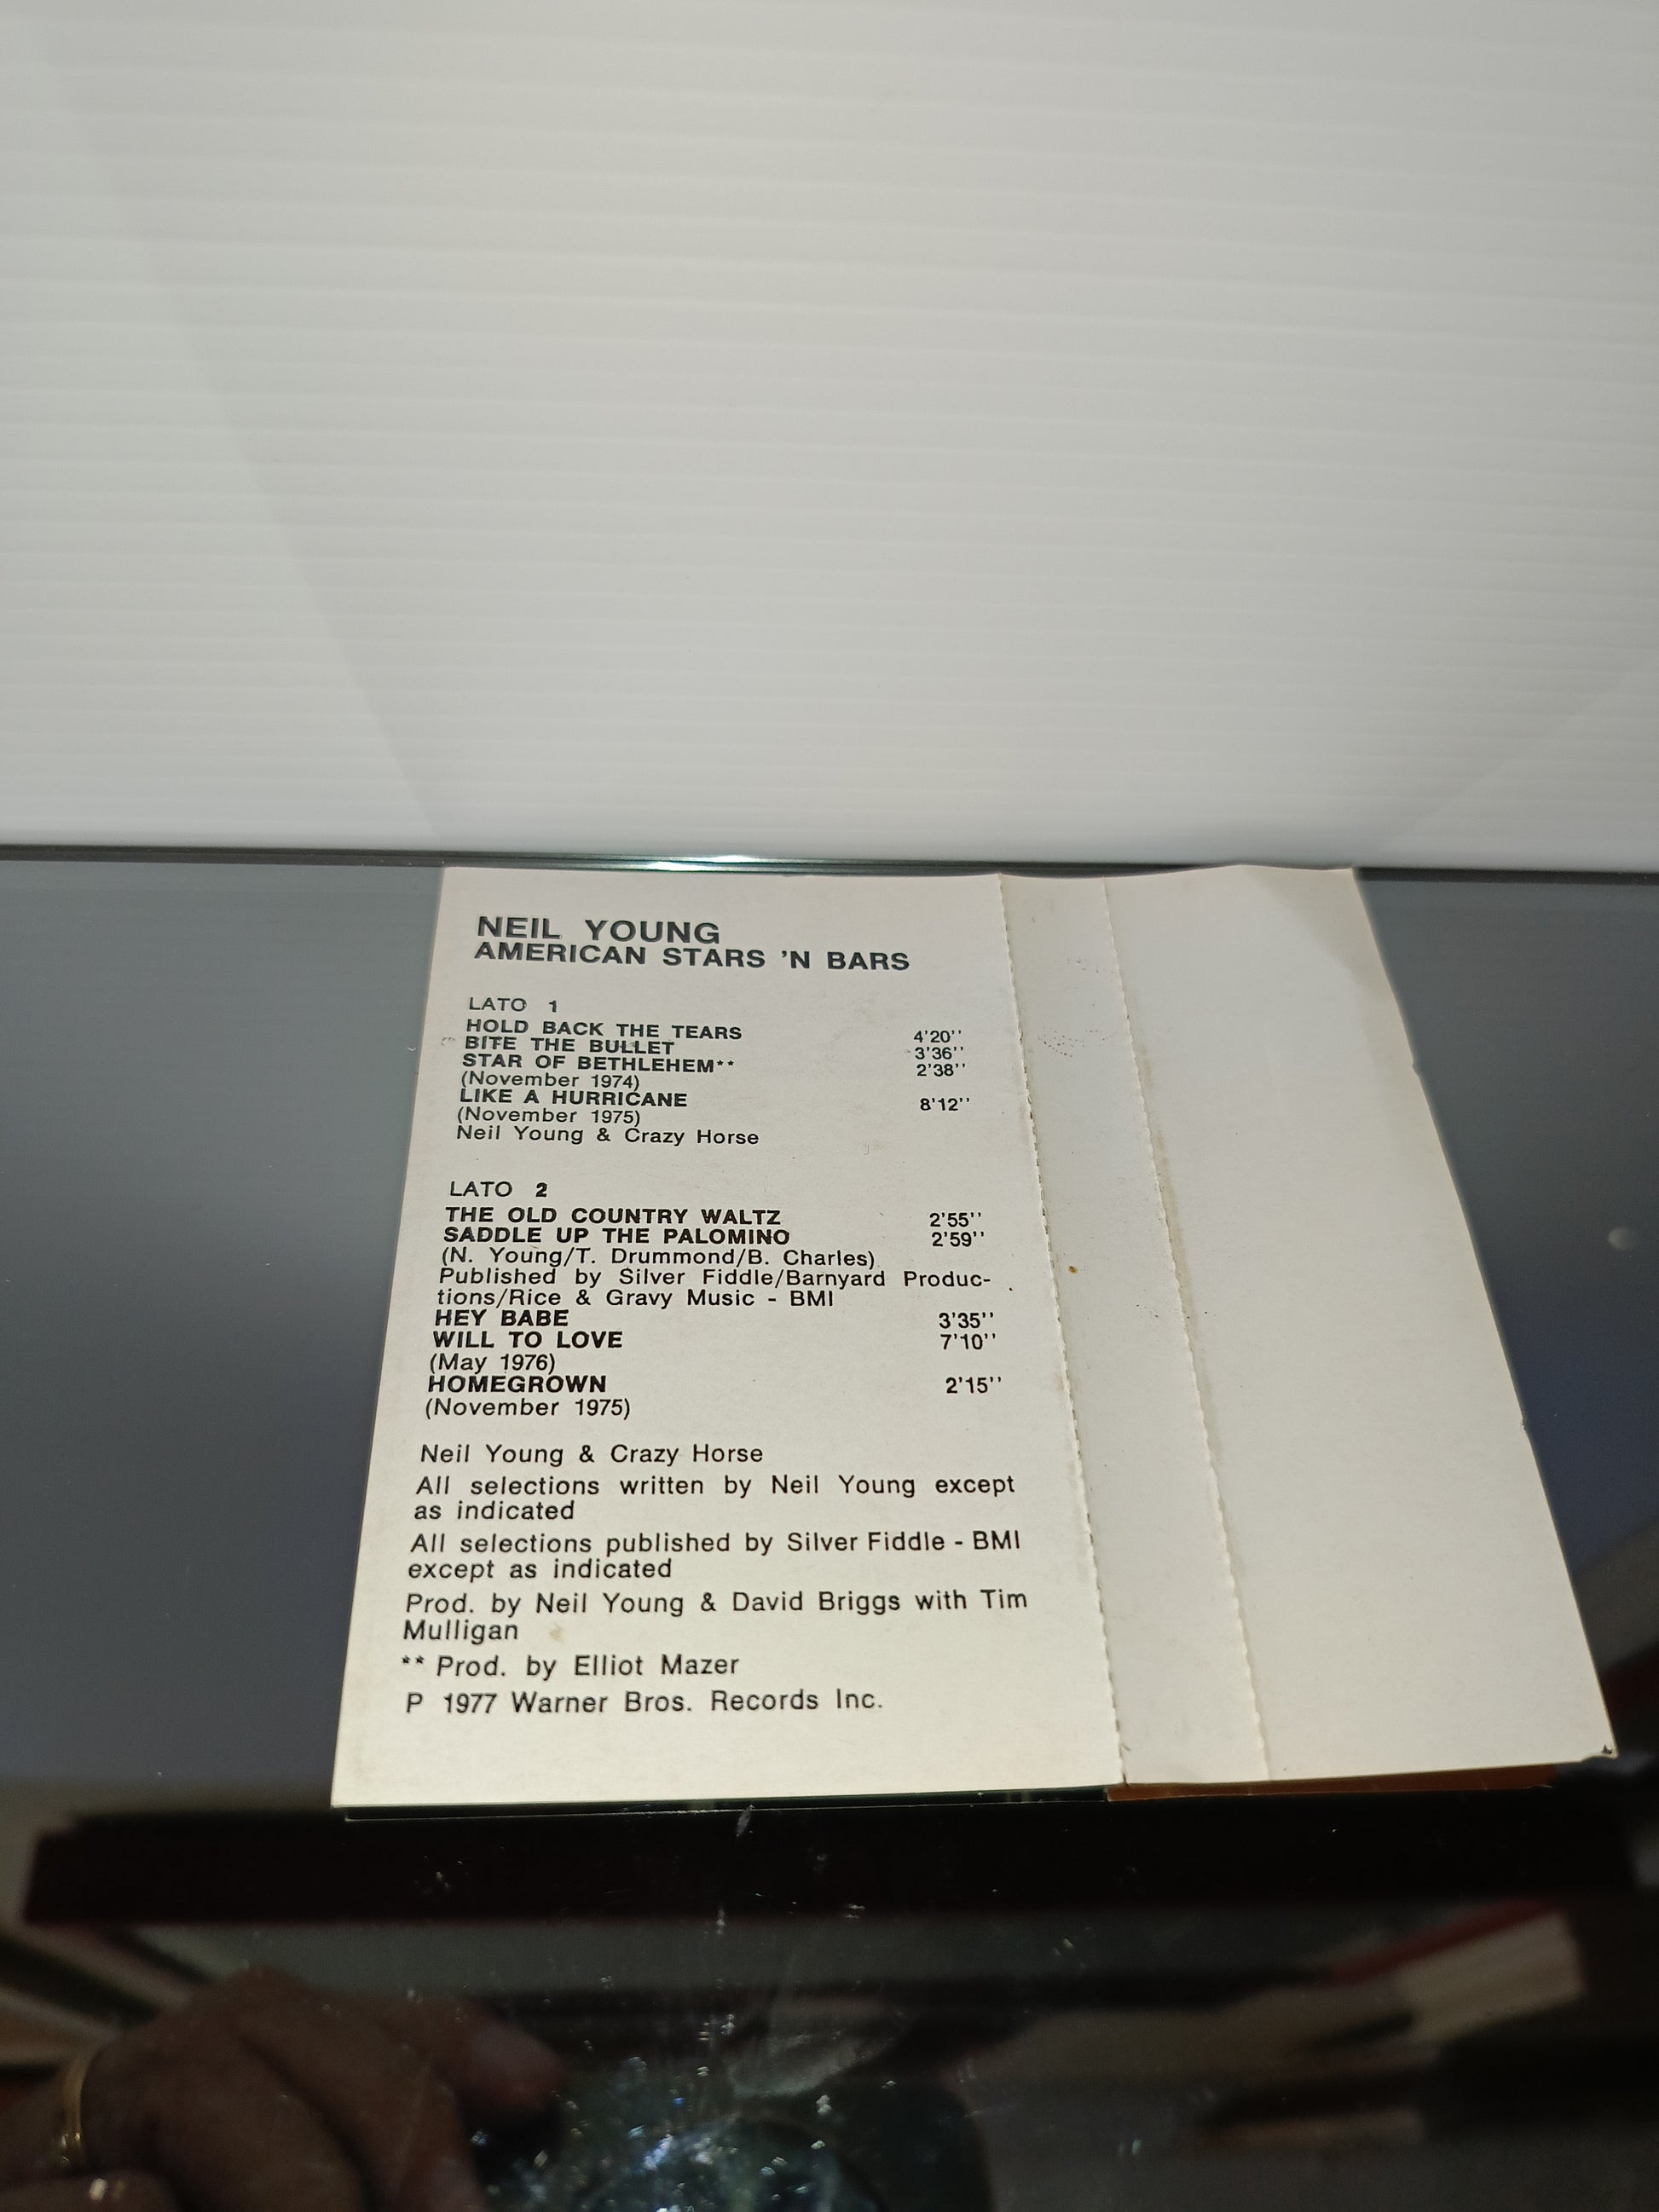 NEIL YOUNG
AMERICAN STARS 'N BARS
LATO 1
HOLD BACK THE TEARS 4'20''
BITE THE BULLET 3'36''
STAR OF BETHLEHEM** 2'38''
(November 1974)
LIKE A HURRICANE 8'12''
(November 1975)
Neil Young & Crazy Horse
LATO 2
THE OLD COUNTRY WALTZ 2'55''
SADDLE UP THE PALOMINO 2'59''
(N. Young/T. Drummond/B. Charles)
Published by Silver Fiddle/Barnyard Produc-
tions/Rice & Gravy Music - BMI
HEY BABE 3'35''
WILL TO LOVE 7'10''
(May 1976)
HOMEGROWN 2'15''
(November 1975)
Neil Young & Crazy Horse
All selections written by Neil Young except
as indicated
All selections published by Silver Fiddle - BMI
except as indicated
Prod. by Neil Young & David Briggs with Tim
Mulligan
** Prod. by Elliot Mazer
P 1977 Warner Bros. Records Inc.